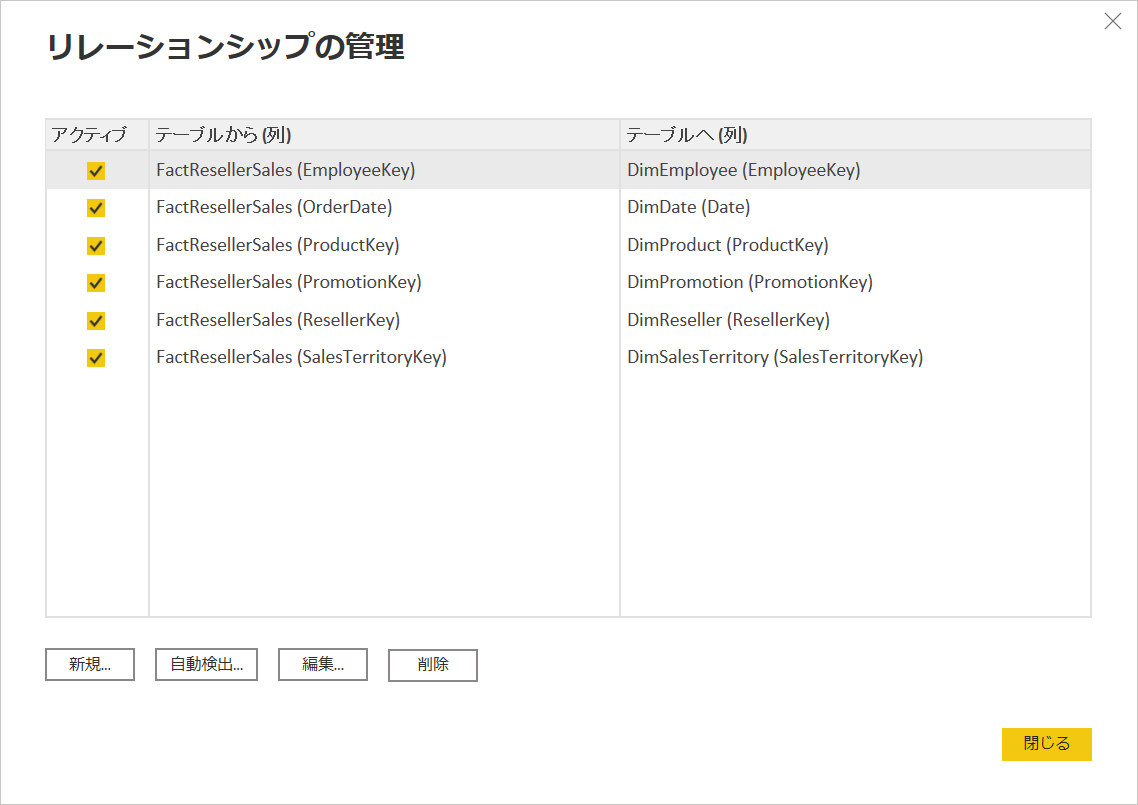 リレーションシップの管理
アクティブ テーブルから (列) テーブルへ (列)
FactResellerSales (EmployeeKey) DimEmployee (EmployeeKey)
FactResellerSales (OrderDate) DimDate (Date)
FactResellerSales (ProductKey) DimProduct (ProductKey)
FactResellerSales (PromotionKey) DimPromotion (PromotionKey)
FactResellerSales (ResellerKey) DimReseller (ResellerKey)
FactResellerSales (SalesTerritoryKey) DimSalesTerritory (SalesTerritoryKey)
新規... 自動検出... 編集... 削除
閉じる